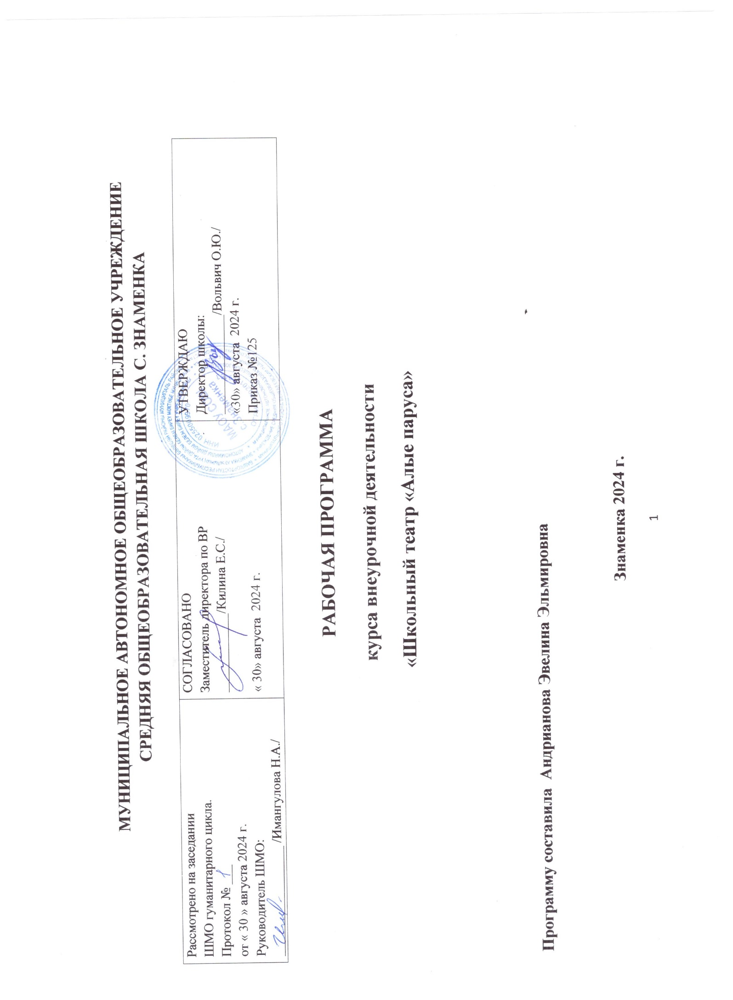 МУНИЦИПАЛЬНОЕ АВТОНОМНОЕ ОБЩЕОБРАЗОВАТЕЛЬНОЕ УЧРЕЖДЕНИЕ
СРЕДНЯЯ ОБЩЕОБРАЗОВАТЕЛЬНАЯ ШКОЛА С. ЗНАМЕНКА
Рассмотрено на заседании
ШМО гуманитарного цикла.
Протокол № 1
от « 30 » августа 2024 г.
Руководитель ШМО:
/Имангулова Н.А./
СОГЛАСОВАНО
Заместитель директора по ВР
/Килина Е.С./
« 30» августа 2024 г.
УТВЕРЖДАЮ
Директор школы:
/Вольвич О.Ю./
«30» августа 2024 г.
Приказ №125
МАОУ СОШ
с. Знаменка
РАБОЧАЯ ПРОГРАММА
курса внеурочной деятельности
«Школьный театр «Алые паруса»
Программу составила Андрианова Эвелина Эльмировна
Знаменка 2024 г.
1